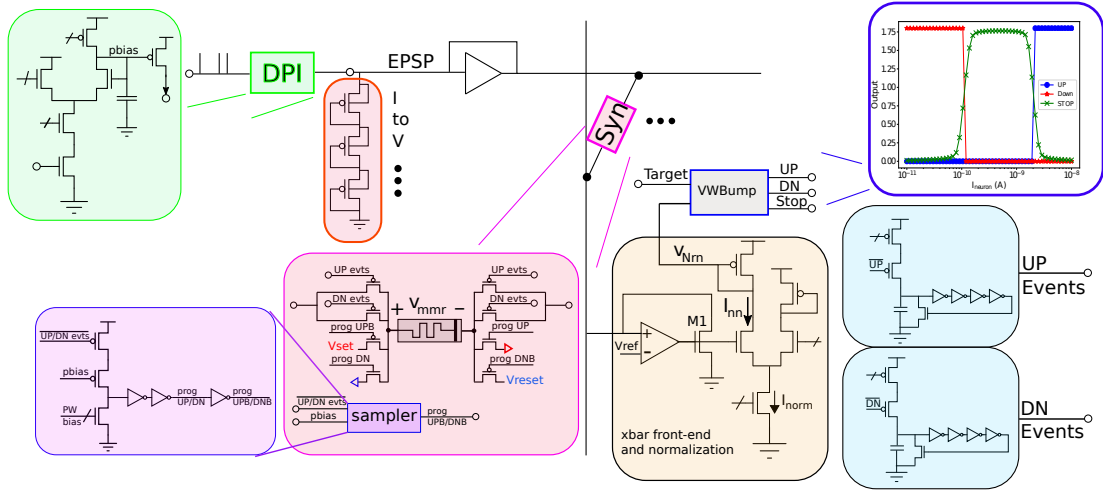 pbias
DPI
EPSP
I
to
V
Syn
Target
VWBump
UP
DN
Stop
1.75
1.50
1.25
1.00
0.75
0.50
0.25
0.00
Output
UP
Down
STOP
10⁻¹¹
10⁻¹⁰
10⁻⁹
10⁻⁸
I_neuron (A)
UP/DN evts
pbias
PW
bias
prog
UP/DN
prog
UPB/DNB
UP evts
DN evts
prog UPB
Vset
prog DN
+ V_mmr −
UP evts
DN evts
prog UP
prog DNB
Vreset
UP/DN evts
pbias
sampler
prog
UPB/DNB
V_Nrn
I_nn
M1
Vref
+
-
I_norm
xbar front-end
and normalization
UP
UP
Events
DN
DN
Events